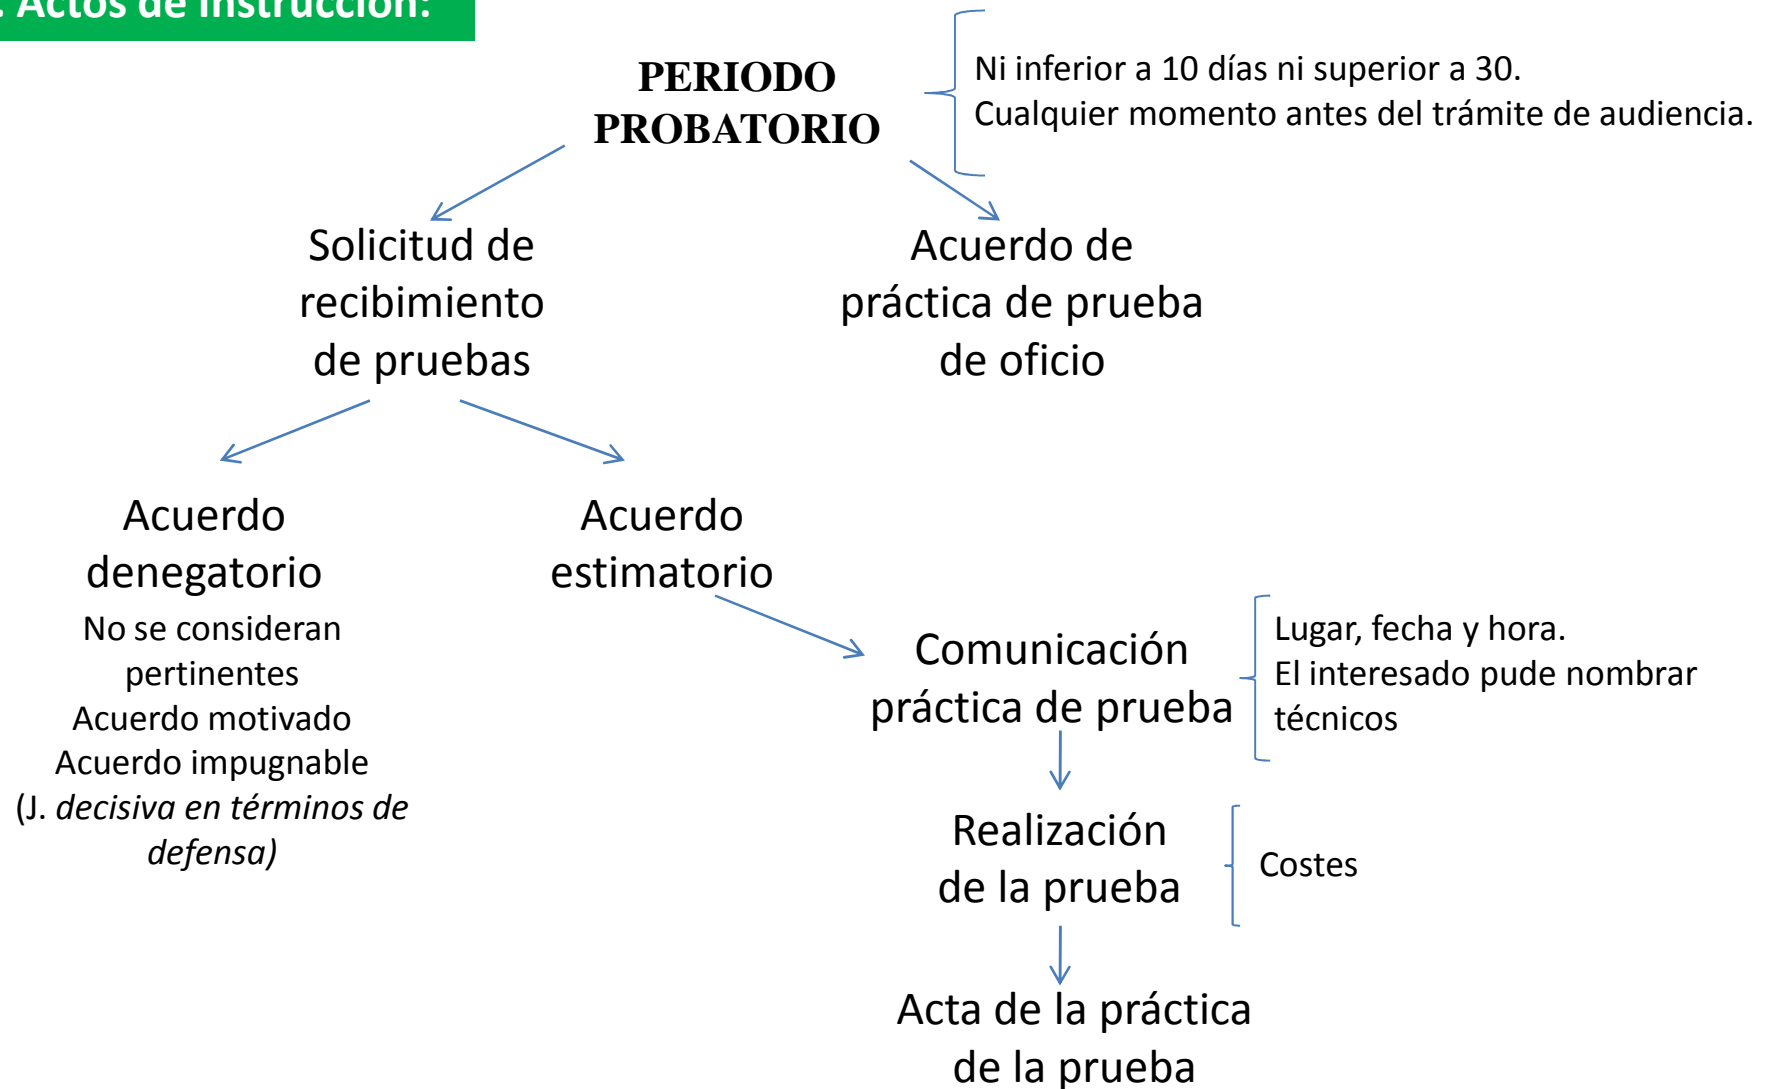 . Actos de instrucción:
PERIODO
PROBATORIO
Ni inferior a 10 días ni superior a 30.
Cualquier momento antes del trámite de audiencia.
Solicitud de
recibimiento
de pruebas
Acuerdo de
práctica de prueba
de oficio
Acuerdo
denegatorio
No se consideran
pertinentes
Acuerdo motivado
Acuerdo impugnable
(J. decisiva en términos de
defensa)
Acuerdo
estimatorio
Comunicación
práctica de prueba
Lugar, fecha y hora.
El interesado pude nombrar
técnicos
Realización
de la prueba
Costes
Acta de la práctica
de la prueba